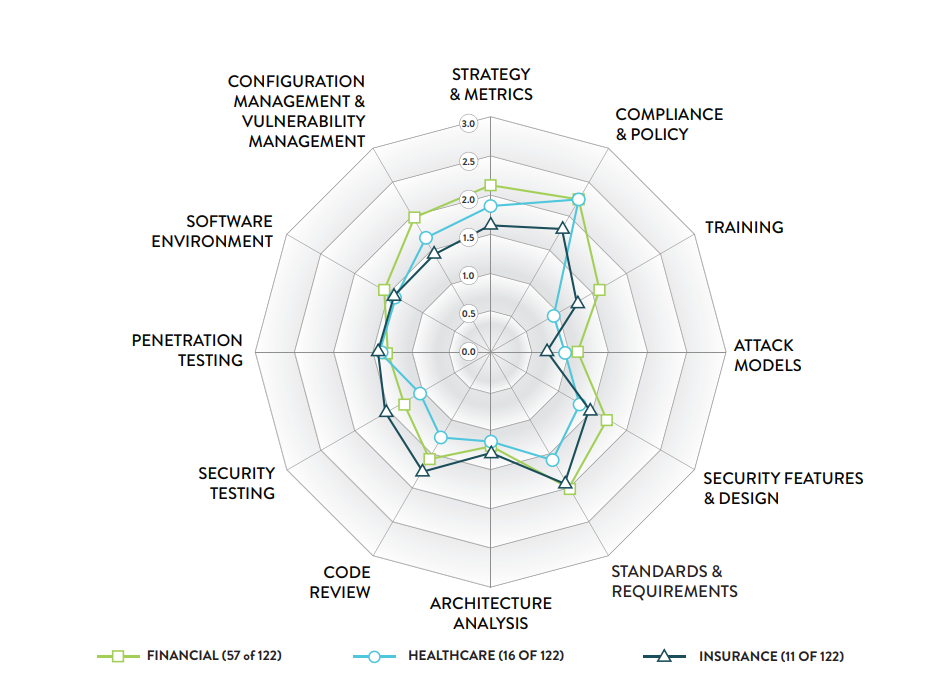 STRATEGY
& METRICS
COMPLIANCE
& POLICY
TRAINING
ATTACK
MODELS
SECURITY FEATURES
& DESIGN
STANDARDS &
REQUIREMENTS
ARCHITECTURE
ANALYSIS
CODE
REVIEW
SECURITY
TESTING
PENETRATION
TESTING
SOFTWARE
ENVIRONMENT
CONFIGURATION
MANAGEMENT &
VULNERABILITY
MANAGEMENT
3.0
2.5
2.0
1.5
1.0
0.5
0.0
FINANCIAL (57 of 122)
HEALTHCARE (16 OF 122)
INSURANCE (11 OF 122)